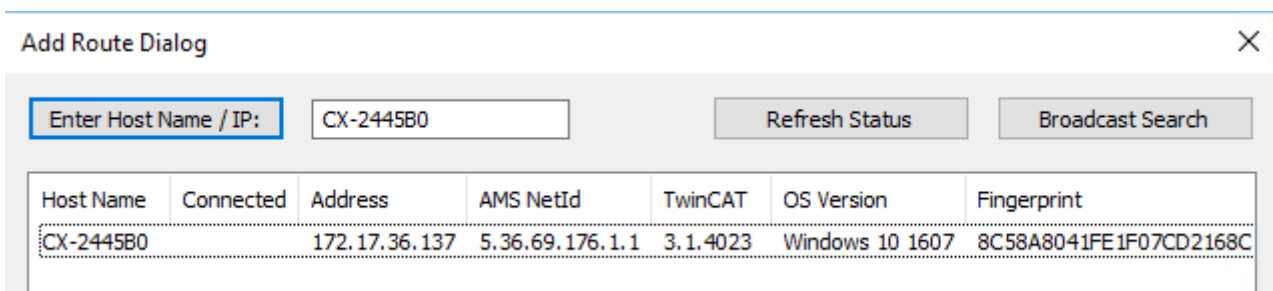 Add Route Dialog
Enter Host Name / IP: CX-2445B0 Refresh Status Broadcast Search
Host Name Connected Address AMS NetId TwinCAT OS Version Fingerprint
CX-2445B0 172.17.36.137 5.36.69.176.1.1 3.1.4023 Windows 10 1607 8C58A8041FE1F07CD2168C